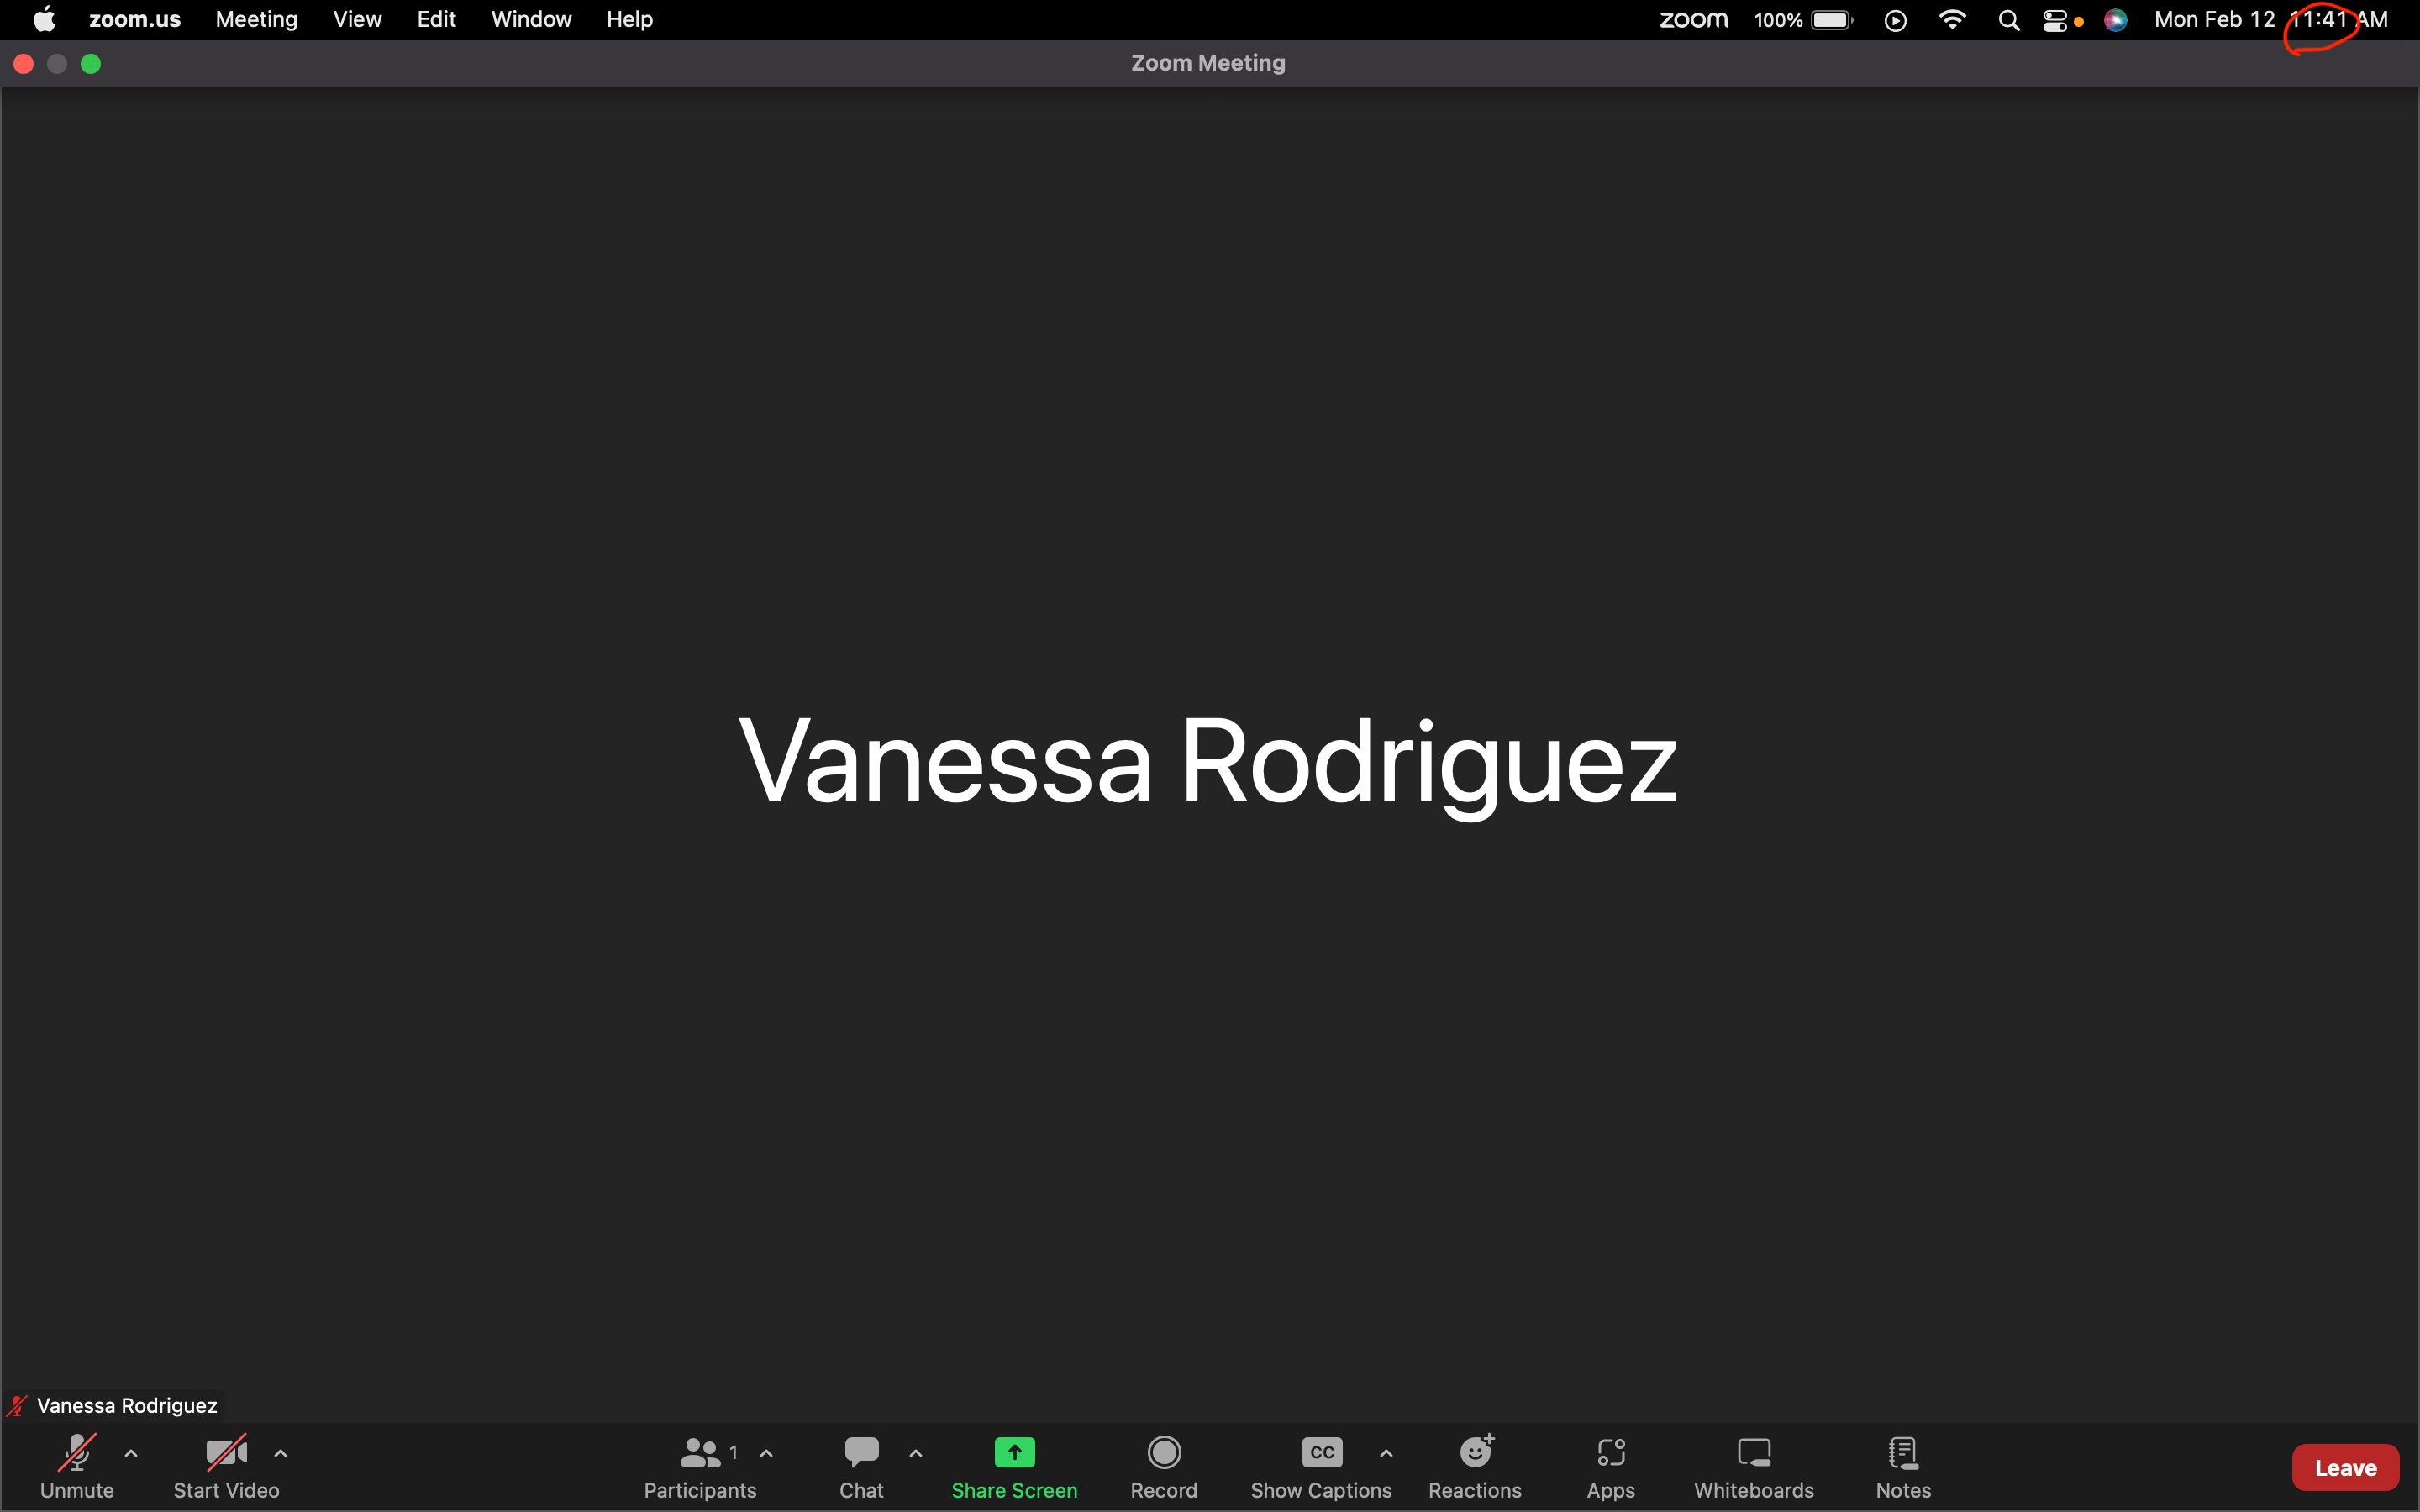 zoom.us Meeting View Edit Window Help zoom 100% Mon Feb 12 11:41 AM
Zoom Meeting
Vanessa Rodriguez
Vanessa Rodriguez
1 CC
Unmute Start Video Participants Chat Share Screen Record Show Captions Reactions Apps Whiteboards Notes Leave